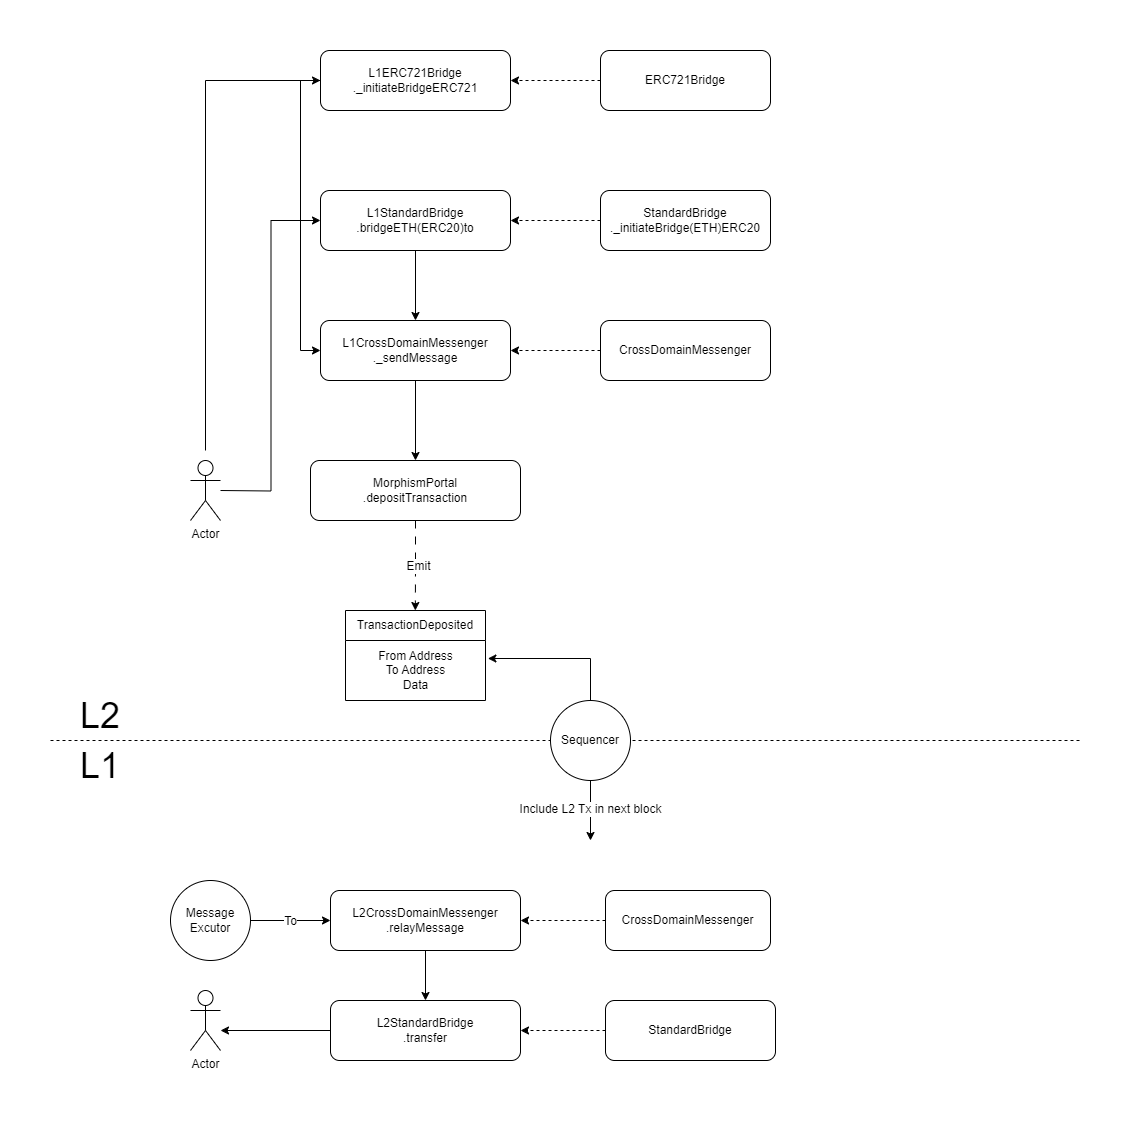 L1ERC721Bridge
._initiateBridgeERC721
ERC721Bridge
L1StandardBridge
.bridgeETH(ERC20)to
StandardBridge
._initiateBridge(ETH)ERC20
L1CrossDomainMessenger
._sendMessage
CrossDomainMessenger
MorphismPortal
.depositTransaction
Actor
Emit
TransactionDeposited
From Address
To Address
Data
L2
Sequencer
L1
Include L2 Tx in next block
Message
Excutor
To
L2CrossDomainMessenger
.relayMessage
CrossDomainMessenger
L2StandardBridge
.transfer
StandardBridge
Actor